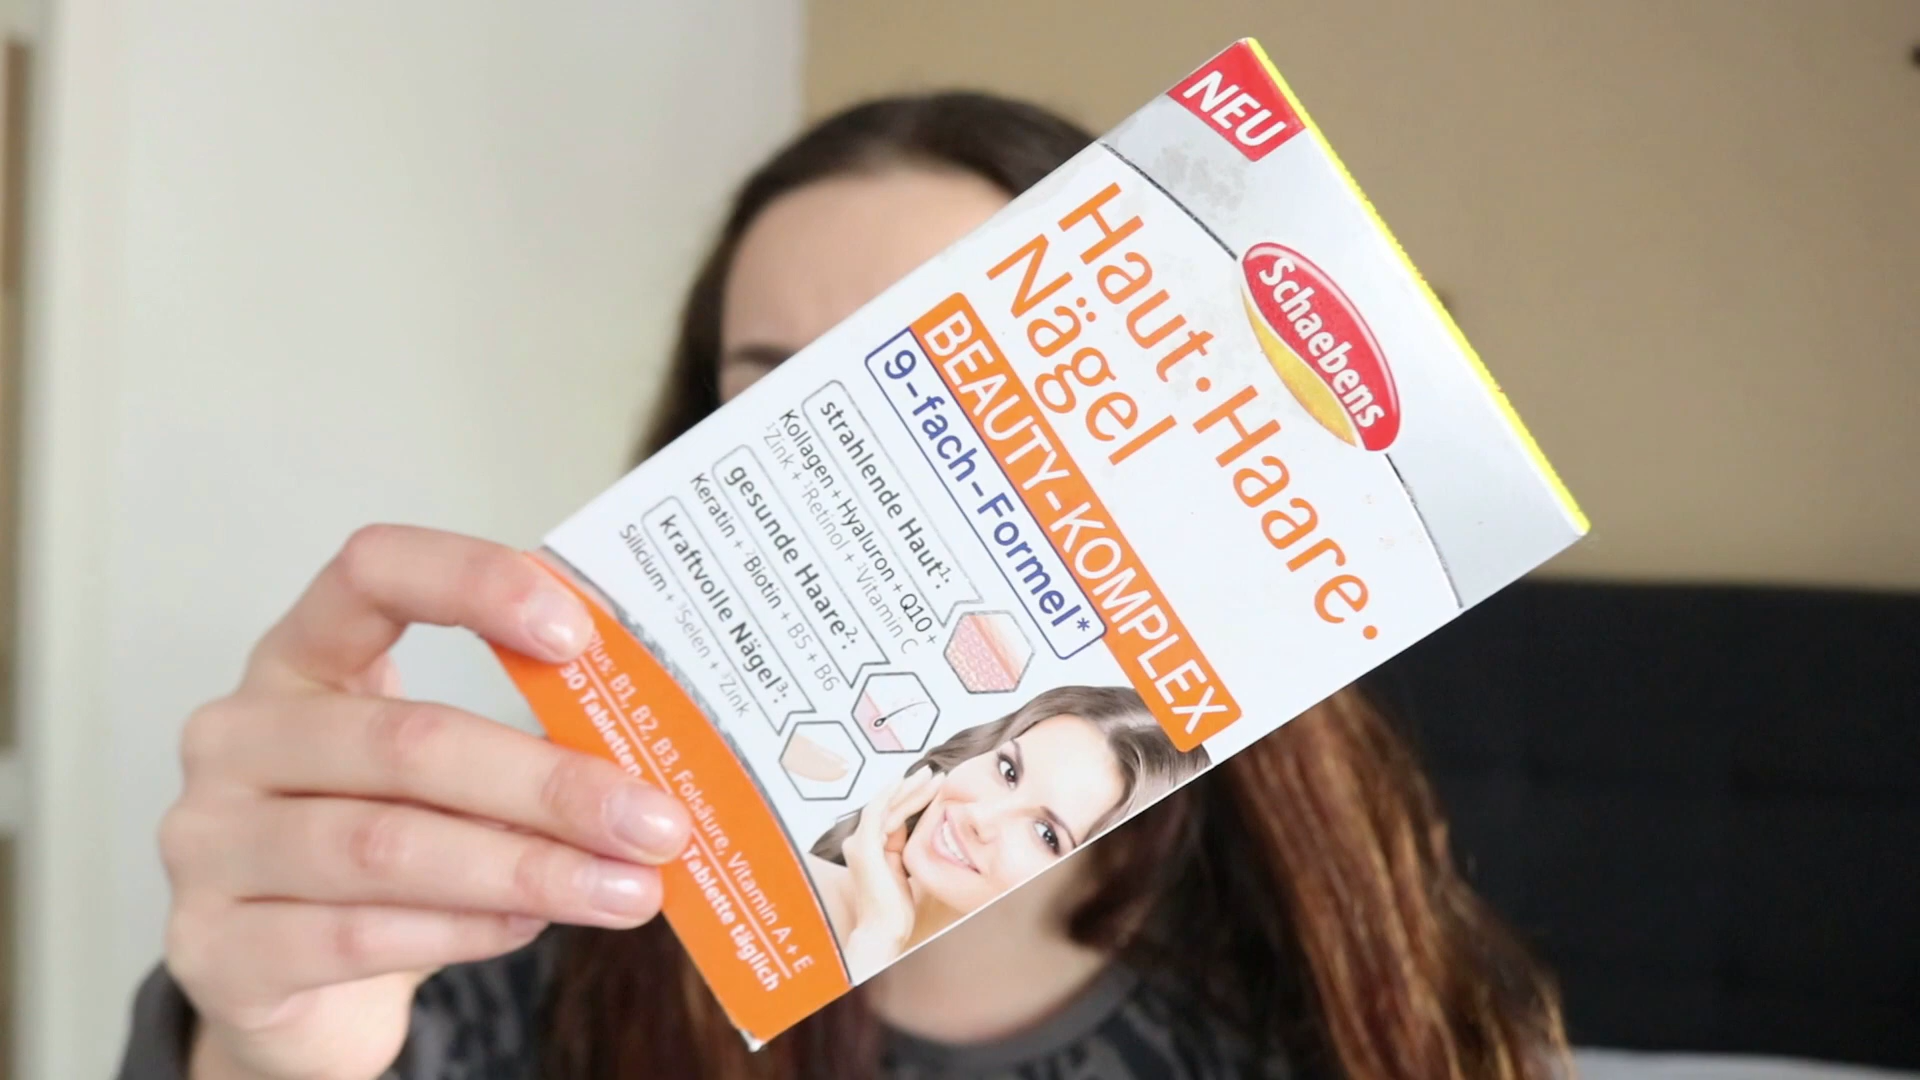 NEU
Schaebens
Haut·Haare·
Nägel
BEAUTY-KOMPLEX
9-fach-Formel*
strahlende Haut¹:
Kollagen + Hyaluron + Q10 +
¹Zink + ¹Retinol + ¹Vitamin C
gesunde Haare²:
Keratin + ²Biotin + B5 + B6
kraftvolle Nägel³:
Silicium + ³Selen + ³Zink
plus: B1, B2, B3, Folsäure, Vitamin A + E
30 Tabletten
Tablette täglich